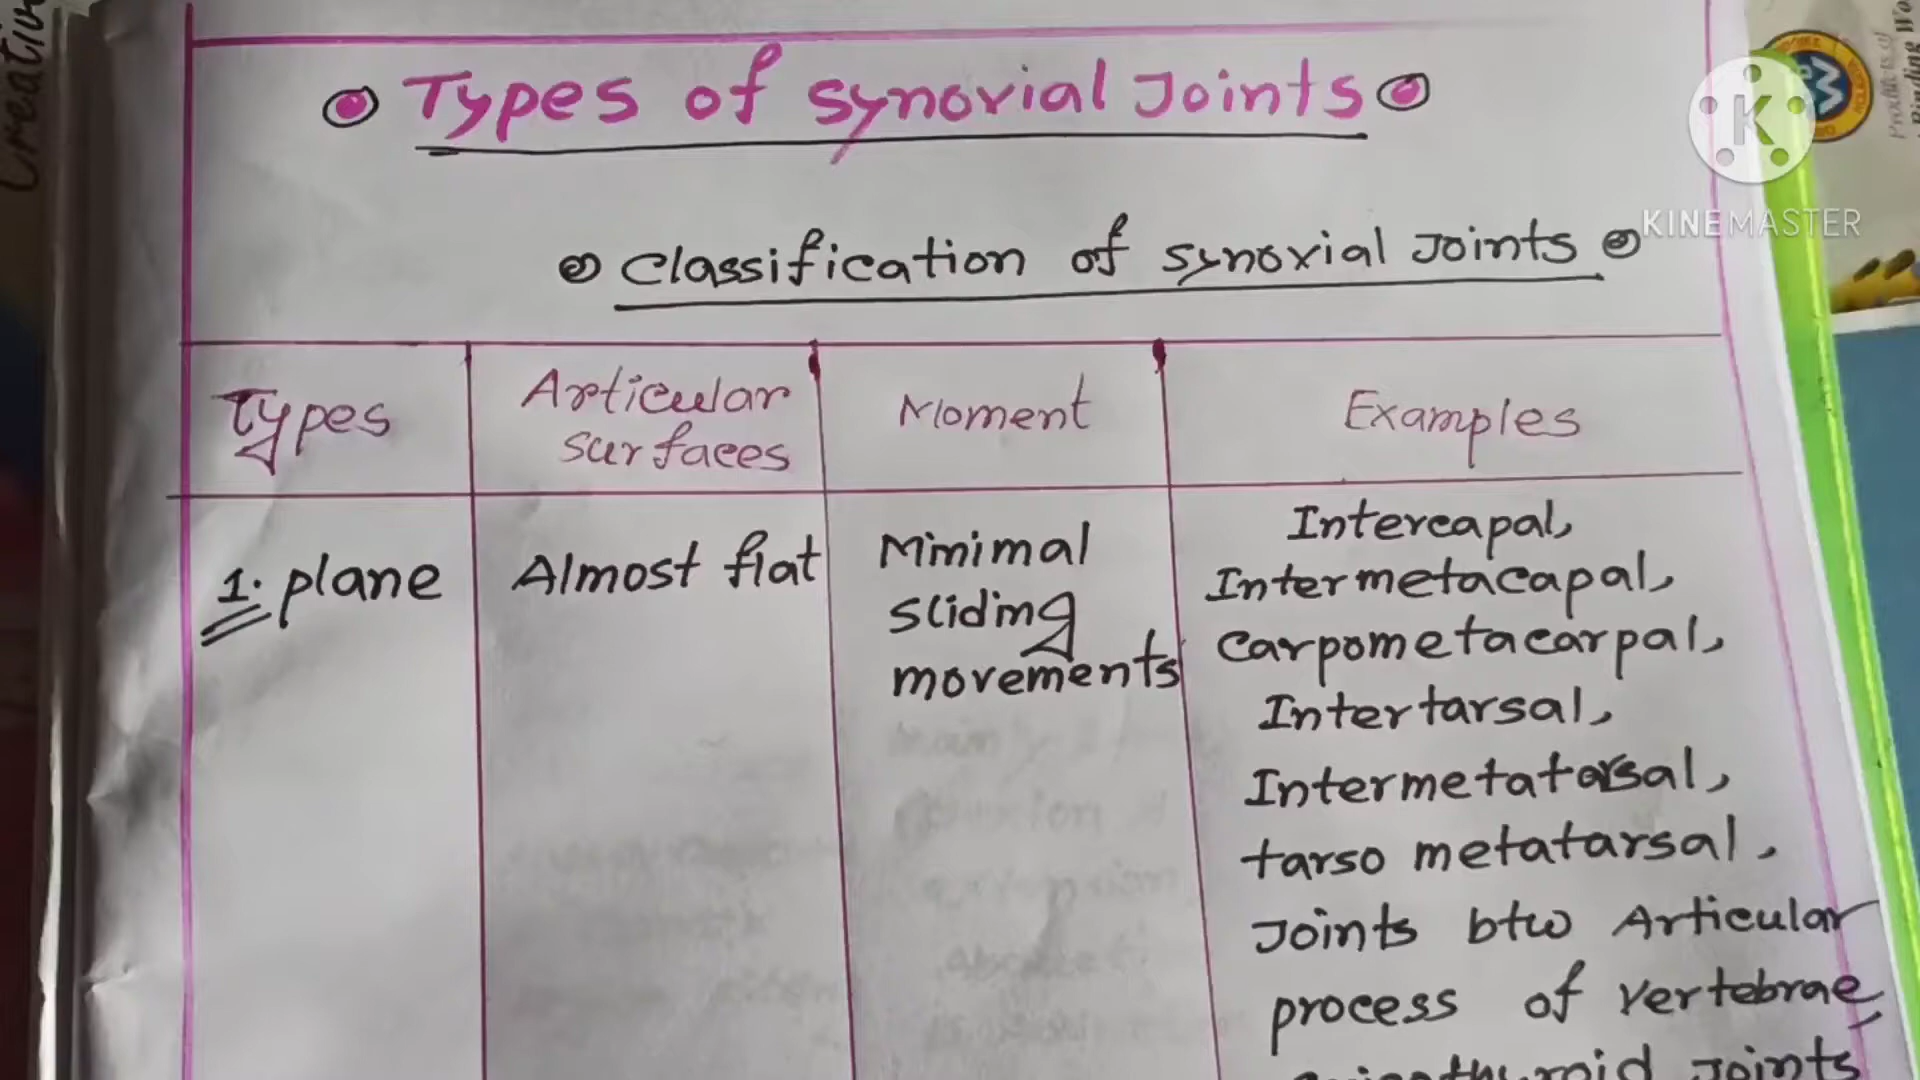 Types of synovial Joints
Classification of synovial Joints
KINEMASTER
Types
Articular
surfaces
Moment
Examples
1. plane
Almost flat
Minimal
sliding
movements
Intercapal,
Intermetacapal,
Carpometacarpal,
Intertarsal,
Intermetatarsal,
tarso metatarsal,
Joints btw Articular
process of vertebrae,
Joints